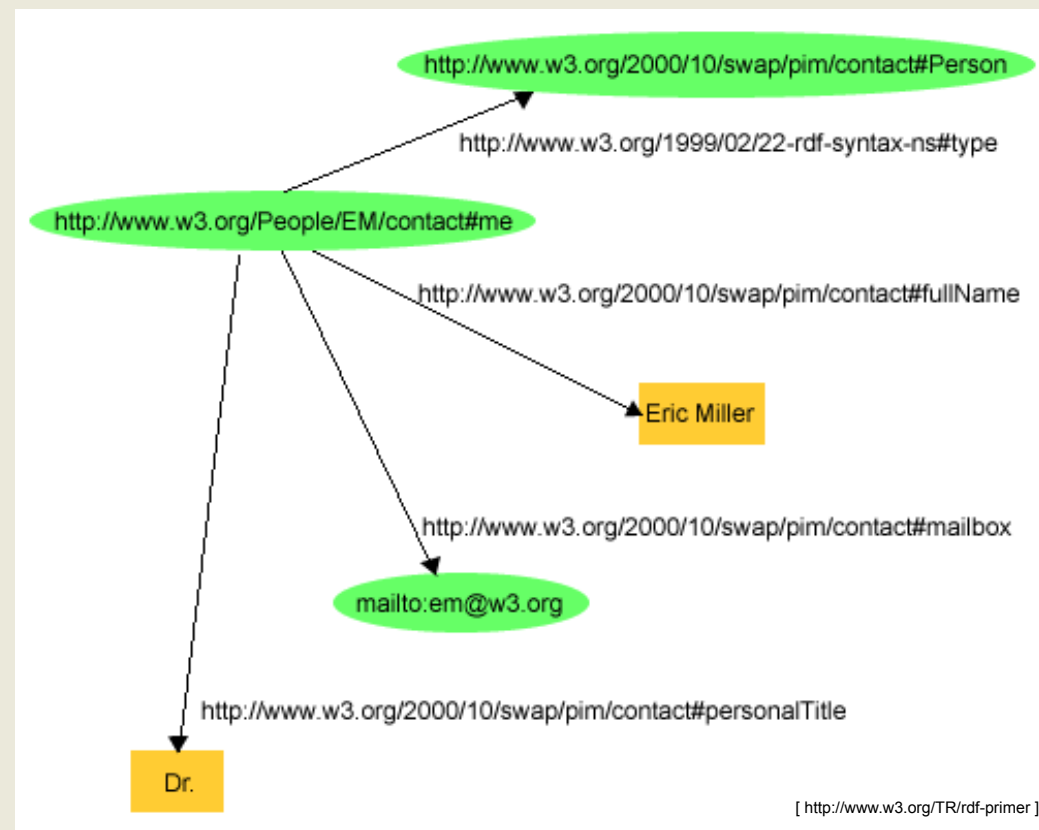 http://www.w3.org/2000/10/swap/pim/contact#Person
http://www.w3.org/1999/02/22-rdf-syntax-ns#type
http://www.w3.org/People/EM/contact#me
http://www.w3.org/2000/10/swap/pim/contact#fullName
Eric Miller
http://www.w3.org/2000/10/swap/pim/contact#mailbox
mailto:em@w3.org
http://www.w3.org/2000/10/swap/pim/contact#personalTitle
Dr.
[ http://www.w3.org/TR/rdf-primer ]